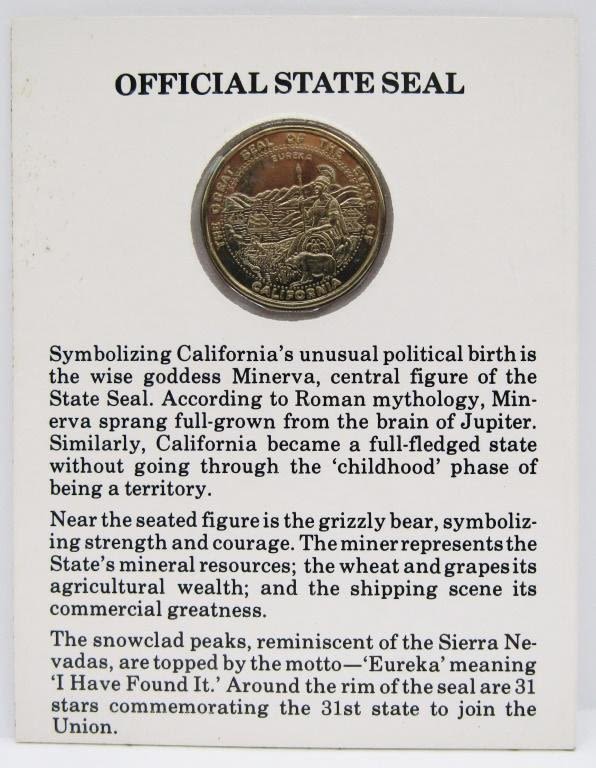 OFFICIAL STATE SEAL
THE GREAT SEAL OF THE STATE OF
EUREKA
CALIFORNIA
Symbolizing California's unusual political birth is
the wise goddess Minerva, central figure of the
State Seal. According to Roman mythology, Min-
erva sprang full-grown from the brain of Jupiter.
Similarly, California became a full-fledged state
without going through the 'childhood' phase of
being a territory.
Near the seated figure is the grizzly bear, symboliz-
ing strength and courage. The miner represents the
State's mineral resources; the wheat and grapes its
agricultural wealth; and the shipping scene its
commercial greatness.
The snowclad peaks, reminiscent of the Sierra Ne-
vadas, are topped by the motto—'Eureka' meaning
'I Have Found It.' Around the rim of the seal are 31
stars commemorating the 31st state to join the
Union.